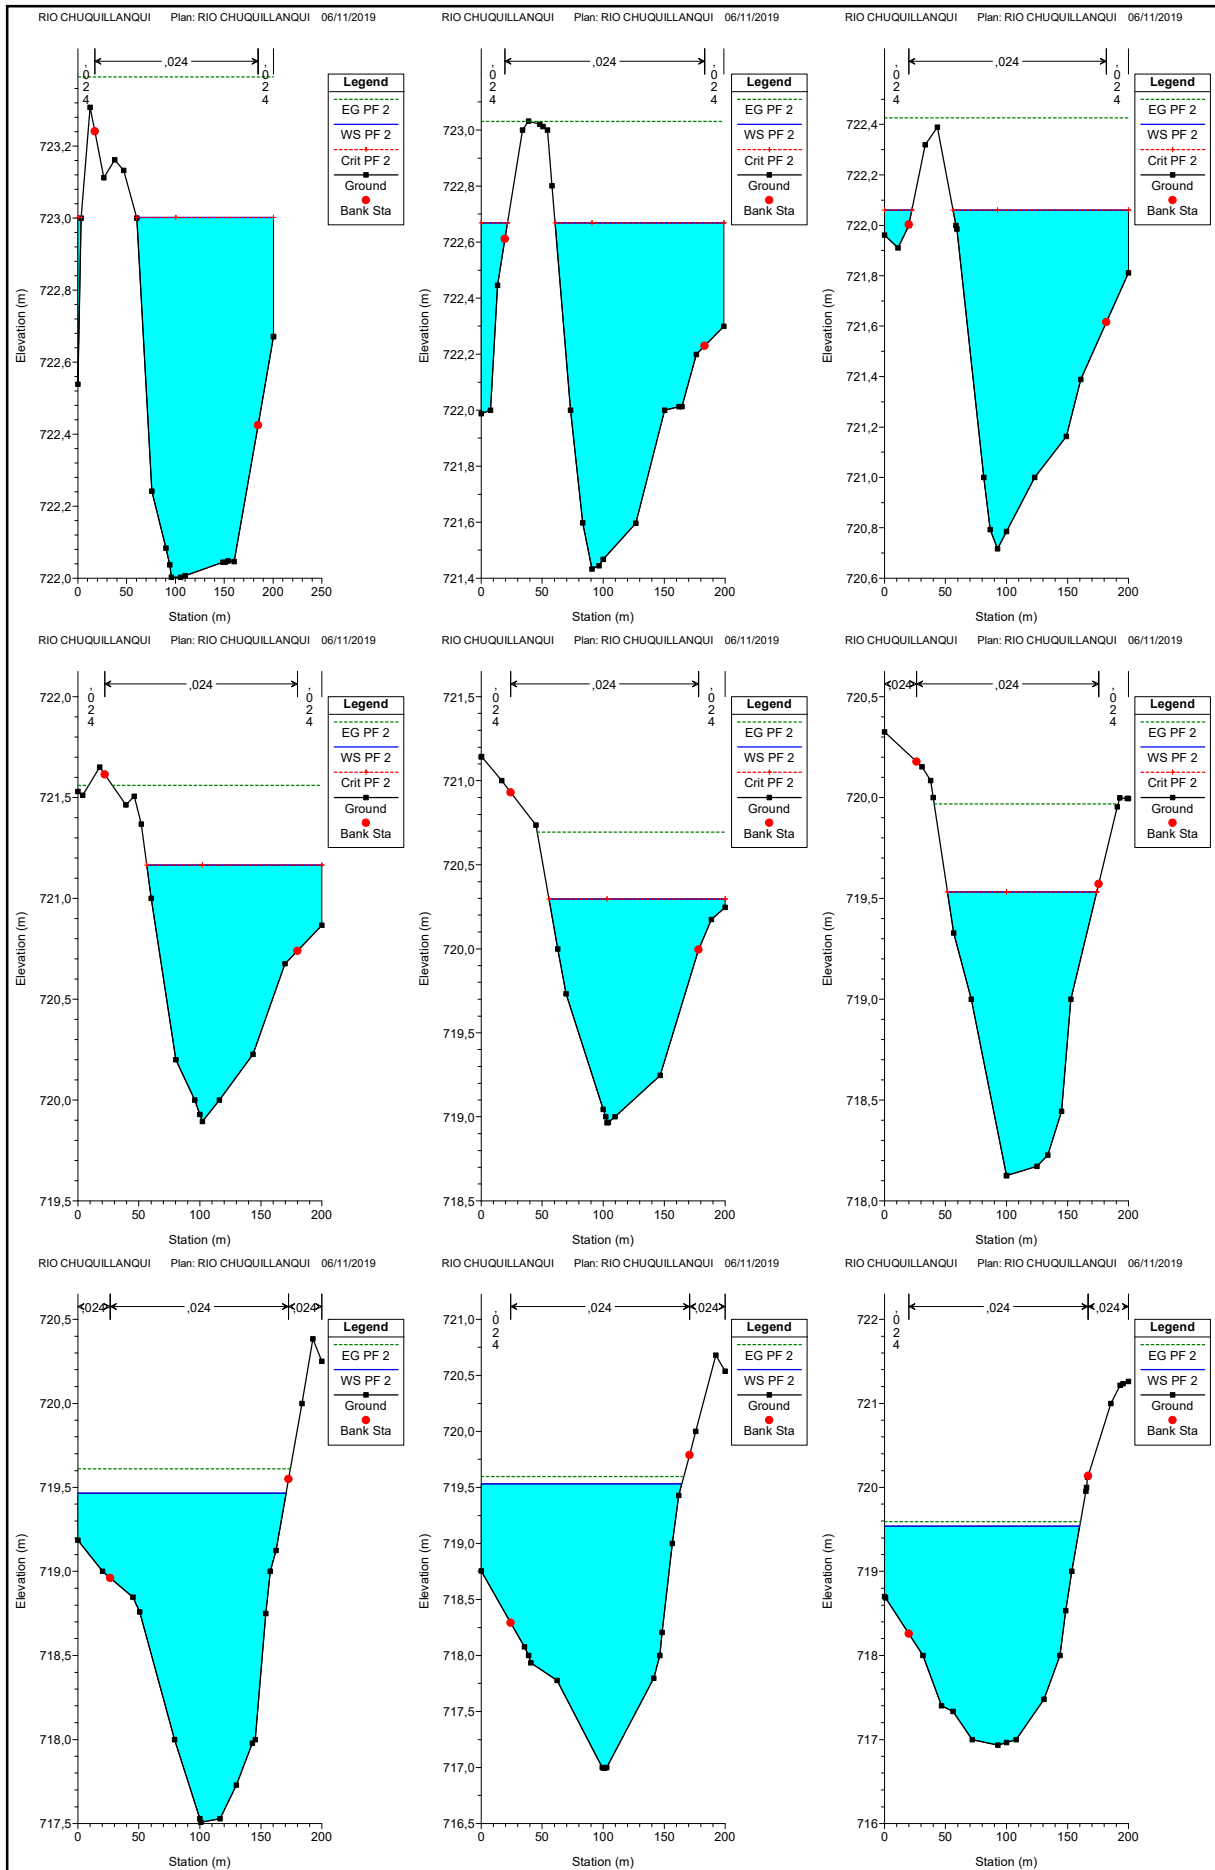 RIO CHUQUILLANQUI Plan: RIO CHUQUILLANQUI 06/11/2019
,024
,024
,024
Legend
EG PF 2
WS PF 2
Crit PF 2
Ground
Bank Sta
Elevation (m)
723,2
723,0
722,8
722,6
722,4
722,2
722,0
0 50 100 150 200 250
Station (m)
RIO CHUQUILLANQUI Plan: RIO CHUQUILLANQUI 06/11/2019
,024
,024
,024
Legend
EG PF 2
WS PF 2
Crit PF 2
Ground
Bank Sta
Elevation (m)
723,0
722,8
722,6
722,4
722,2
722,0
721,8
721,6
721,4
0 50 100 150 200
Station (m)
RIO CHUQUILLANQUI Plan: RIO CHUQUILLANQUI 06/11/2019
,024
,024
,024
Legend
EG PF 2
WS PF 2
Crit PF 2
Ground
Bank Sta
Elevation (m)
722,4
722,2
722,0
721,8
721,6
721,4
721,2
721,0
720,8
720,6
0 50 100 150 200
Station (m)
RIO CHUQUILLANQUI Plan: RIO CHUQUILLANQUI 06/11/2019
,024
,024
,024
Legend
EG PF 2
WS PF 2
Crit PF 2
Ground
Bank Sta
Elevation (m)
722,0
721,5
721,0
720,5
720,0
719,5
0 50 100 150 200
Station (m)
RIO CHUQUILLANQUI Plan: RIO CHUQUILLANQUI 06/11/2019
,024
,024
,024
Legend
EG PF 2
WS PF 2
Crit PF 2
Ground
Bank Sta
Elevation (m)
721,5
721,0
720,5
720,0
719,5
719,0
718,5
0 50 100 150 200
Station (m)
RIO CHUQUILLANQUI Plan: RIO CHUQUILLANQUI 06/11/2019
,024
,024
,024
Legend
EG PF 2
WS PF 2
Crit PF 2
Ground
Bank Sta
Elevation (m)
720,5
720,0
719,5
719,0
718,5
718,0
0 50 100 150 200
Station (m)
RIO CHUQUILLANQUI Plan: RIO CHUQUILLANQUI 06/11/2019
,024
,024
,024
Legend
EG PF 2
WS PF 2
Ground
Bank Sta
Elevation (m)
720,5
720,0
719,5
719,0
718,5
718,0
717,5
0 50 100 150 200
Station (m)
RIO CHUQUILLANQUI Plan: RIO CHUQUILLANQUI 06/11/2019
,024
,024
,024
Legend
EG PF 2
WS PF 2
Ground
Bank Sta
Elevation (m)
721,0
720,5
720,0
719,5
719,0
718,5
718,0
717,5
717,0
716,5
0 50 100 150 200
Station (m)
RIO CHUQUILLANQUI Plan: RIO CHUQUILLANQUI 06/11/2019
,024
,024
,024
Legend
EG PF 2
WS PF 2
Ground
Bank Sta
Elevation (m)
722
721
720
719
718
717
716
0 50 100 150 200
Station (m)